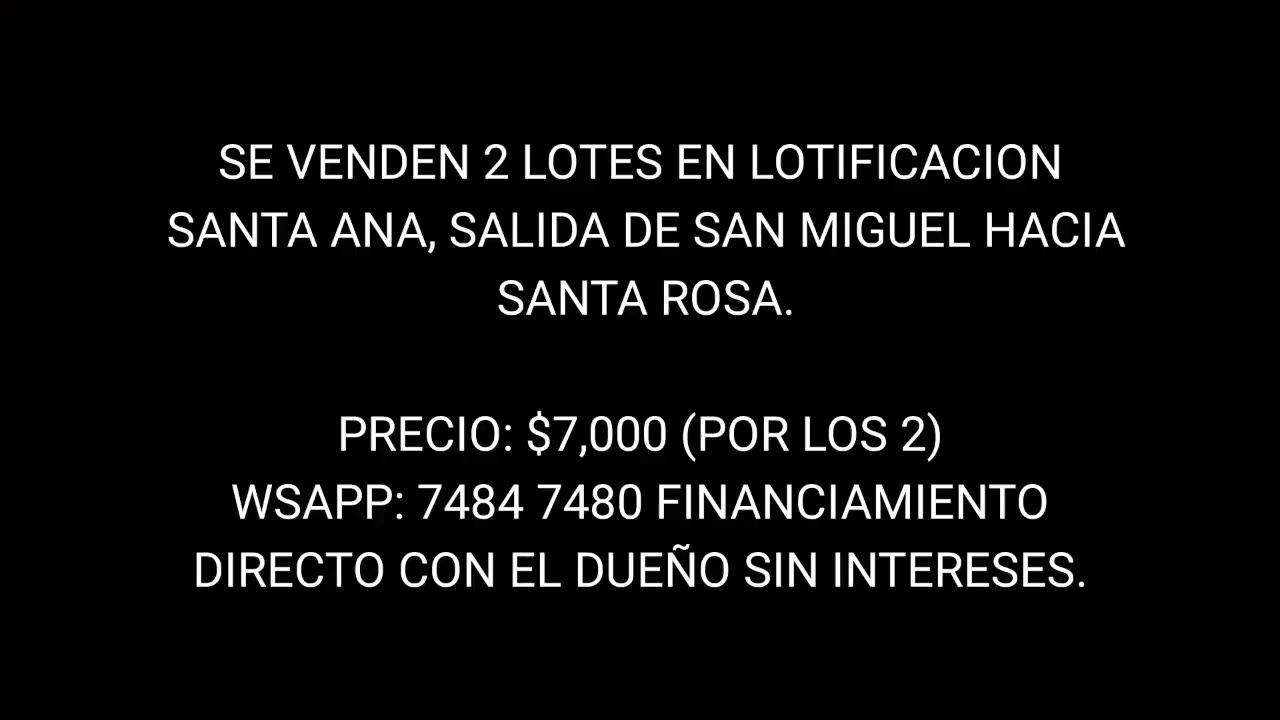 SE VENDEN 2 LOTES EN LOTIFICACION
SANTA ANA, SALIDA DE SAN MIGUEL HACIA
SANTA ROSA.
PRECIO: $7,000 (POR LOS 2)
WSAPP: 7484 7480 FINANCIAMIENTO
DIRECTO CON EL DUEÑO SIN INTERESES.